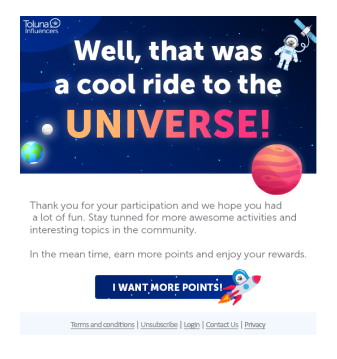 Toluna
Influencers
Well, that was
a cool ride to the
UNIVERSE!
Thank you for your participation and we hope you had
a lot of fun. Stay tunned for more awesome activities and
interesting topics in the community.
In the mean time, earn more points and enjoy your rewards.
I WANT MORE POINTS!
Terms and conditions | Unsubscribe | Login | Contact Us | Privacy